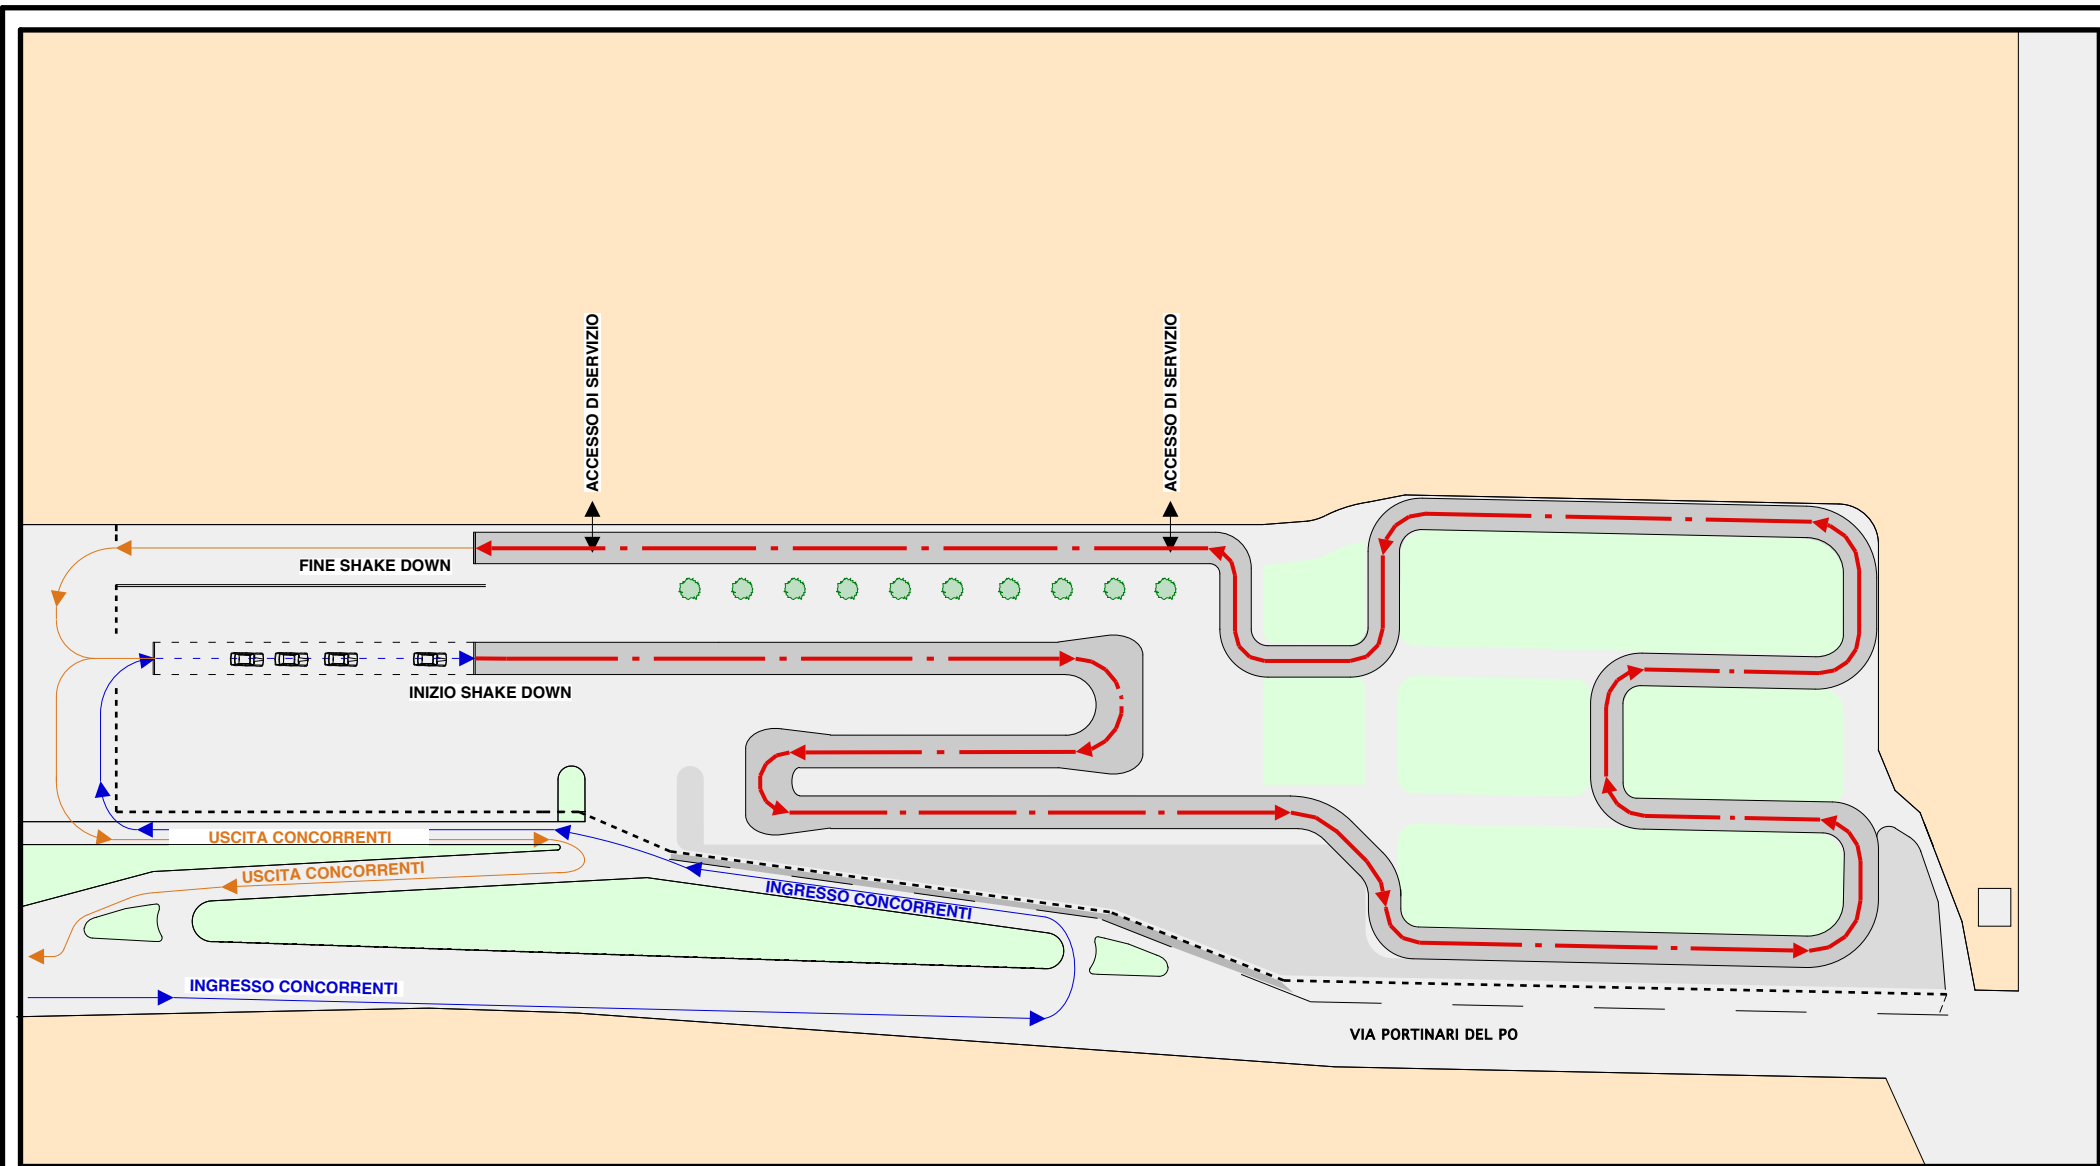 ACCESSO DI SERVIZIO
ACCESSO DI SERVIZIO
FINE SHAKE DOWN
INIZIO SHAKE DOWN
USCITA CONCORRENTI
USCITA CONCORRENTI
INGRESSO CONCORRENTI
INGRESSO CONCORRENTI
VIA PORTINARI DEL PO